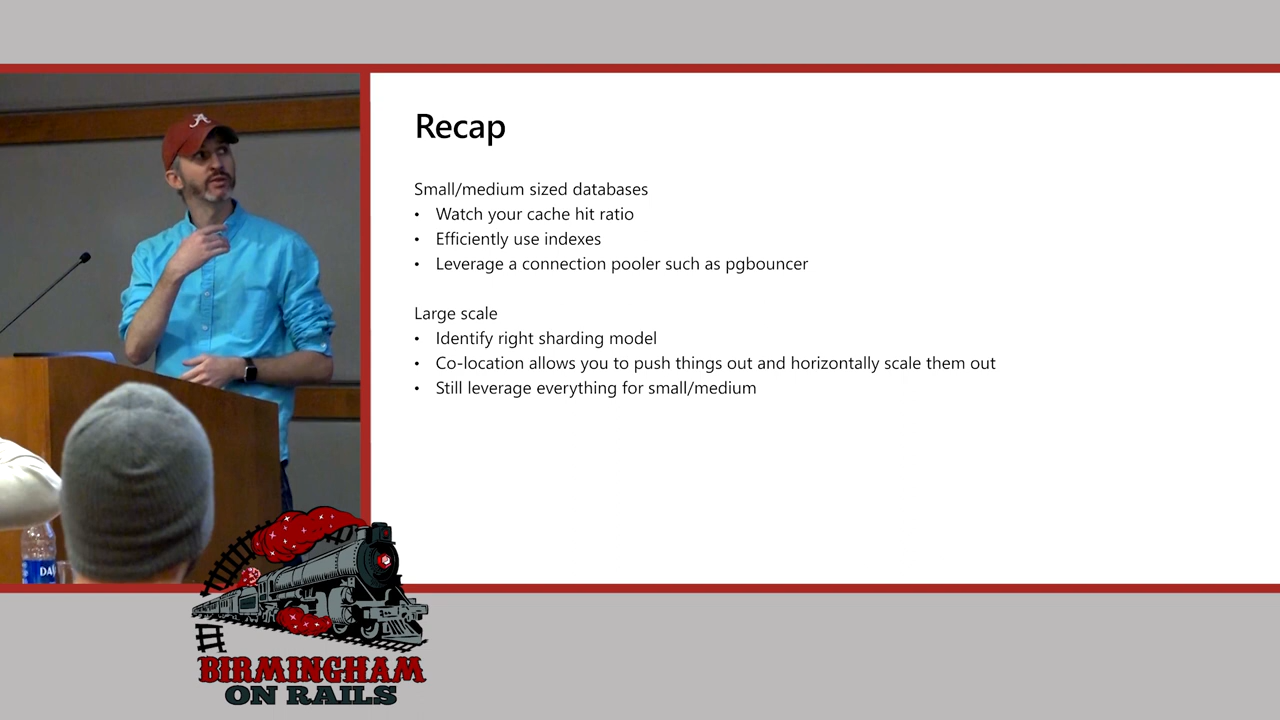 Recap
Small/medium sized databases
• Watch your cache hit ratio
• Efficiently use indexes
• Leverage a connection pooler such as pgbouncer
Large scale
• Identify right sharding model
• Co-location allows you to push things out and horizontally scale them out
• Still leverage everything for small/medium
A
BIRMINGHAM
ON RAILS